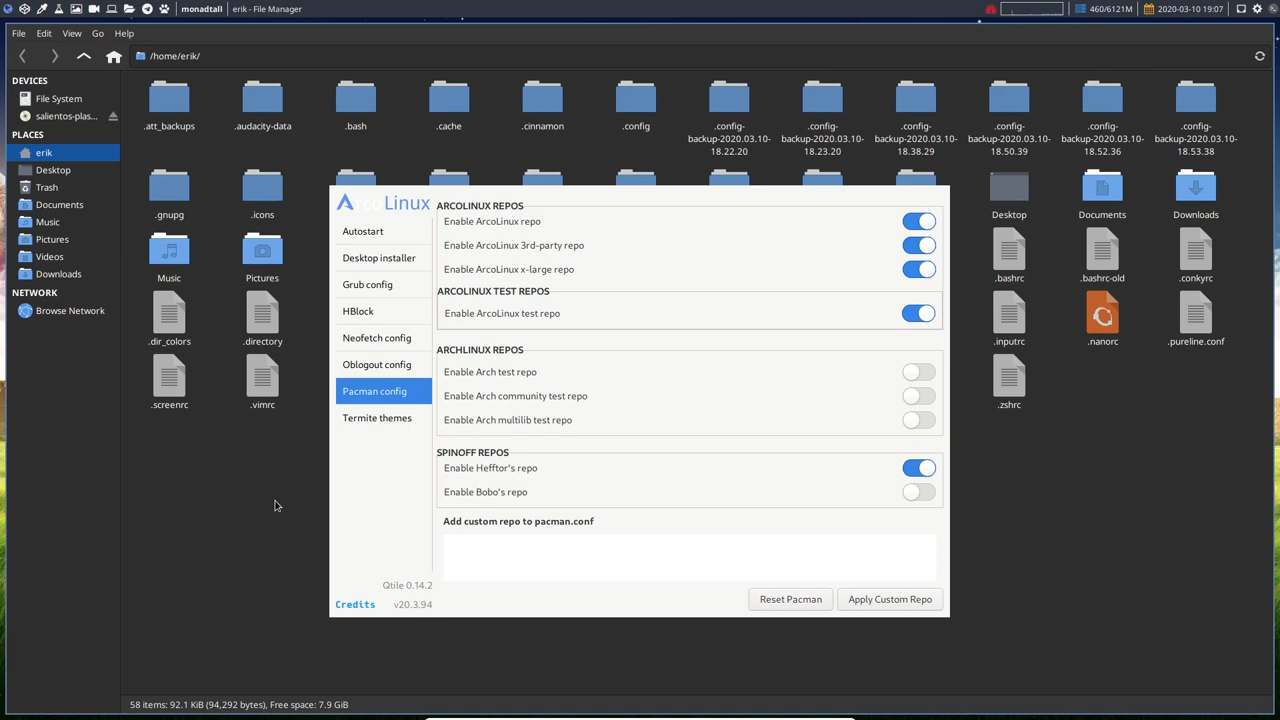 monadtall
erik - File Manager
460/6121M
2020-03-10 19:07
File Edit View Go Help
/home/erik/
DEVICES
File System
salientos-plas...
PLACES
erik
Desktop
Trash
Documents
Music
Pictures
Videos
Downloads
NETWORK
Browse Network
.att_backups
.audacity-data
.bash
.cache
.cinnamon
.config
.config-backup-2020.03.10-18.22.20
.config-backup-2020.03.10-18.23.20
.config-backup-2020.03.10-18.38.29
.config-backup-2020.03.10-18.50.39
.config-backup-2020.03.10-18.52.36
.config-backup-2020.03.10-18.53.38
.gnupg
.icons
Desktop
Documents
Downloads
Music
Pictures
.bashrc
.bashrc-old
.conkyrc
.dir_colors
.directory
.inputrc
.nanorc
.pureline.conf
.screenrc
.vimrc
.zshrc
ArcoLinux
Autostart
Desktop installer
Grub config
HBlock
Neofetch config
Oblogout config
Pacman config
Termite themes
Qtile 0.14.2
Credits v20.3.94
ARCOLINUX REPOS
Enable ArcoLinux repo
Enable ArcoLinux 3rd-party repo
Enable ArcoLinux x-large repo
ARCOLINUX TEST REPOS
Enable ArcoLinux test repo
ARCHLINUX REPOS
Enable Arch test repo
Enable Arch community test repo
Enable Arch multilib test repo
SPINOFF REPOS
Enable Hefftor's repo
Enable Bobo's repo
Add custom repo to pacman.conf
Reset Pacman
Apply Custom Repo
58 items: 92.1 KiB (94,292 bytes), Free space: 7.9 GiB